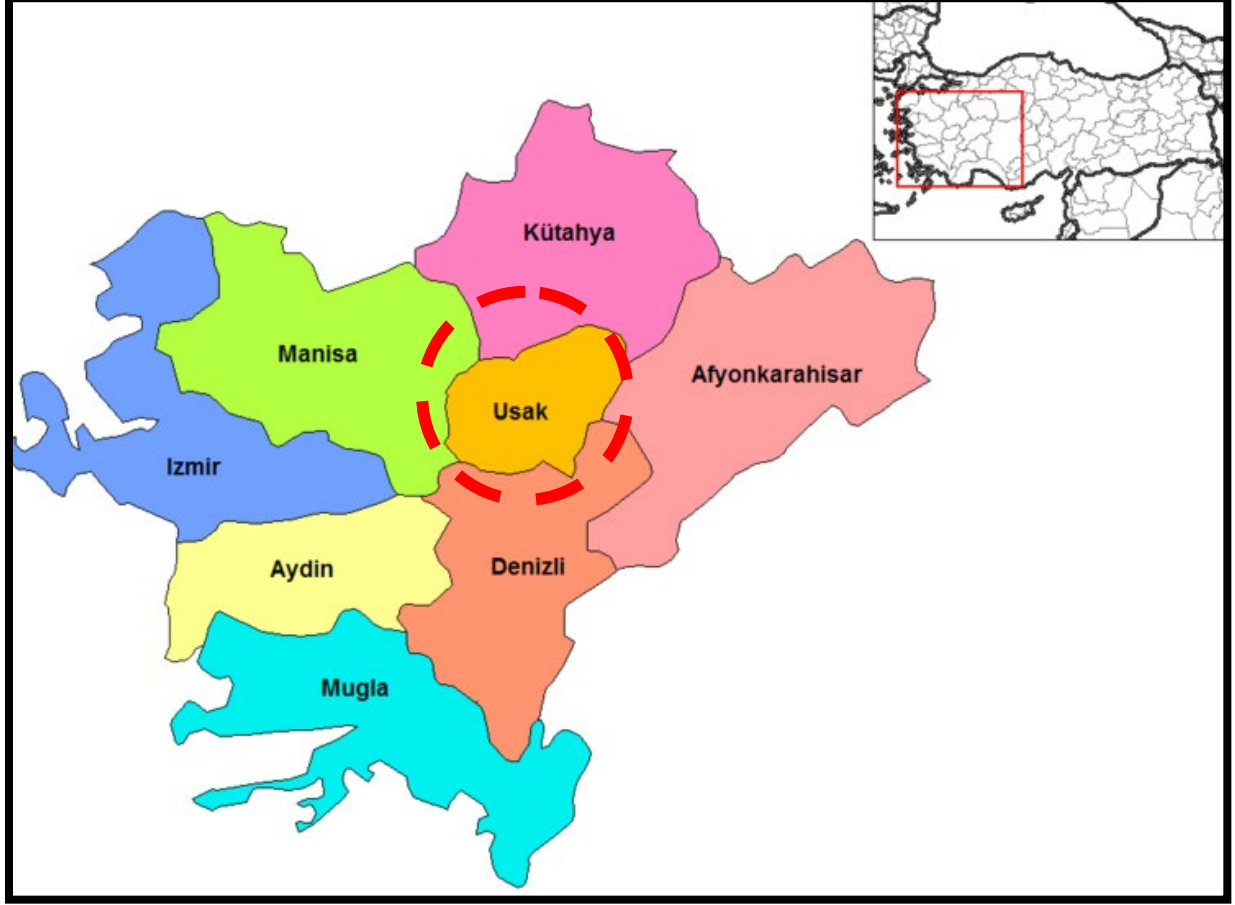 Kütahya
Manisa
Afyonkarahisar
Usak
Izmir
Aydin
Denizli
Mugla